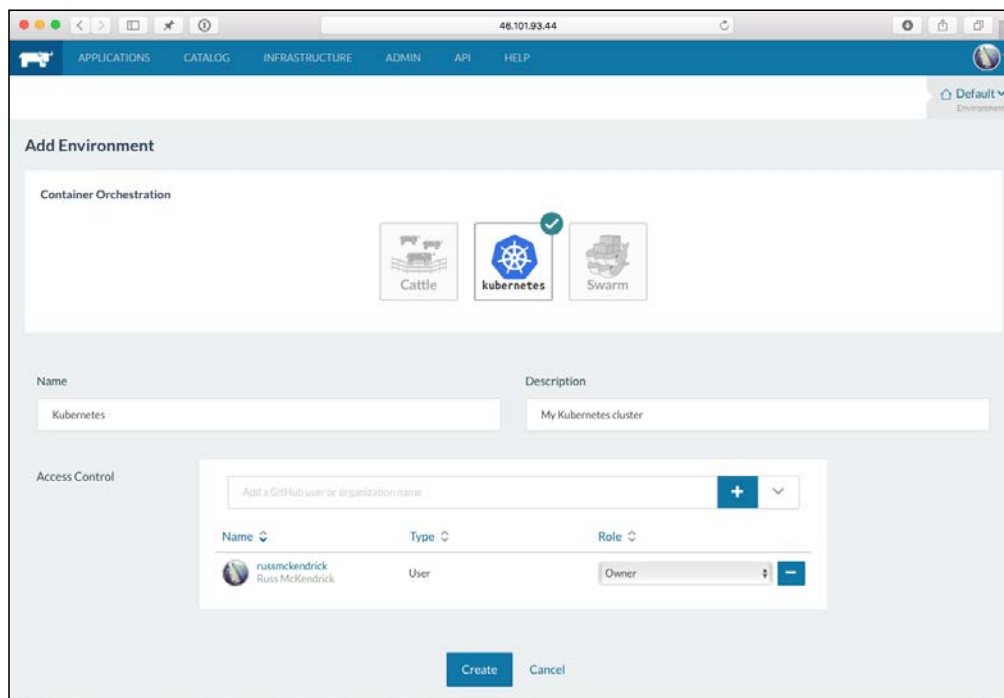 46.101.93.44
APPLICATIONS CATALOG INFRASTRUCTURE ADMIN API HELP
Default
Environment
Add Environment
Container Orchestration
Cattle
kubernetes
Swarm
Name
Description
Kubernetes
My Kubernetes cluster
Access Control
Add a GitHub user or organization name
Name Type Role
russmckendrick
Russ McKendrick
User
Owner
Create
Cancel